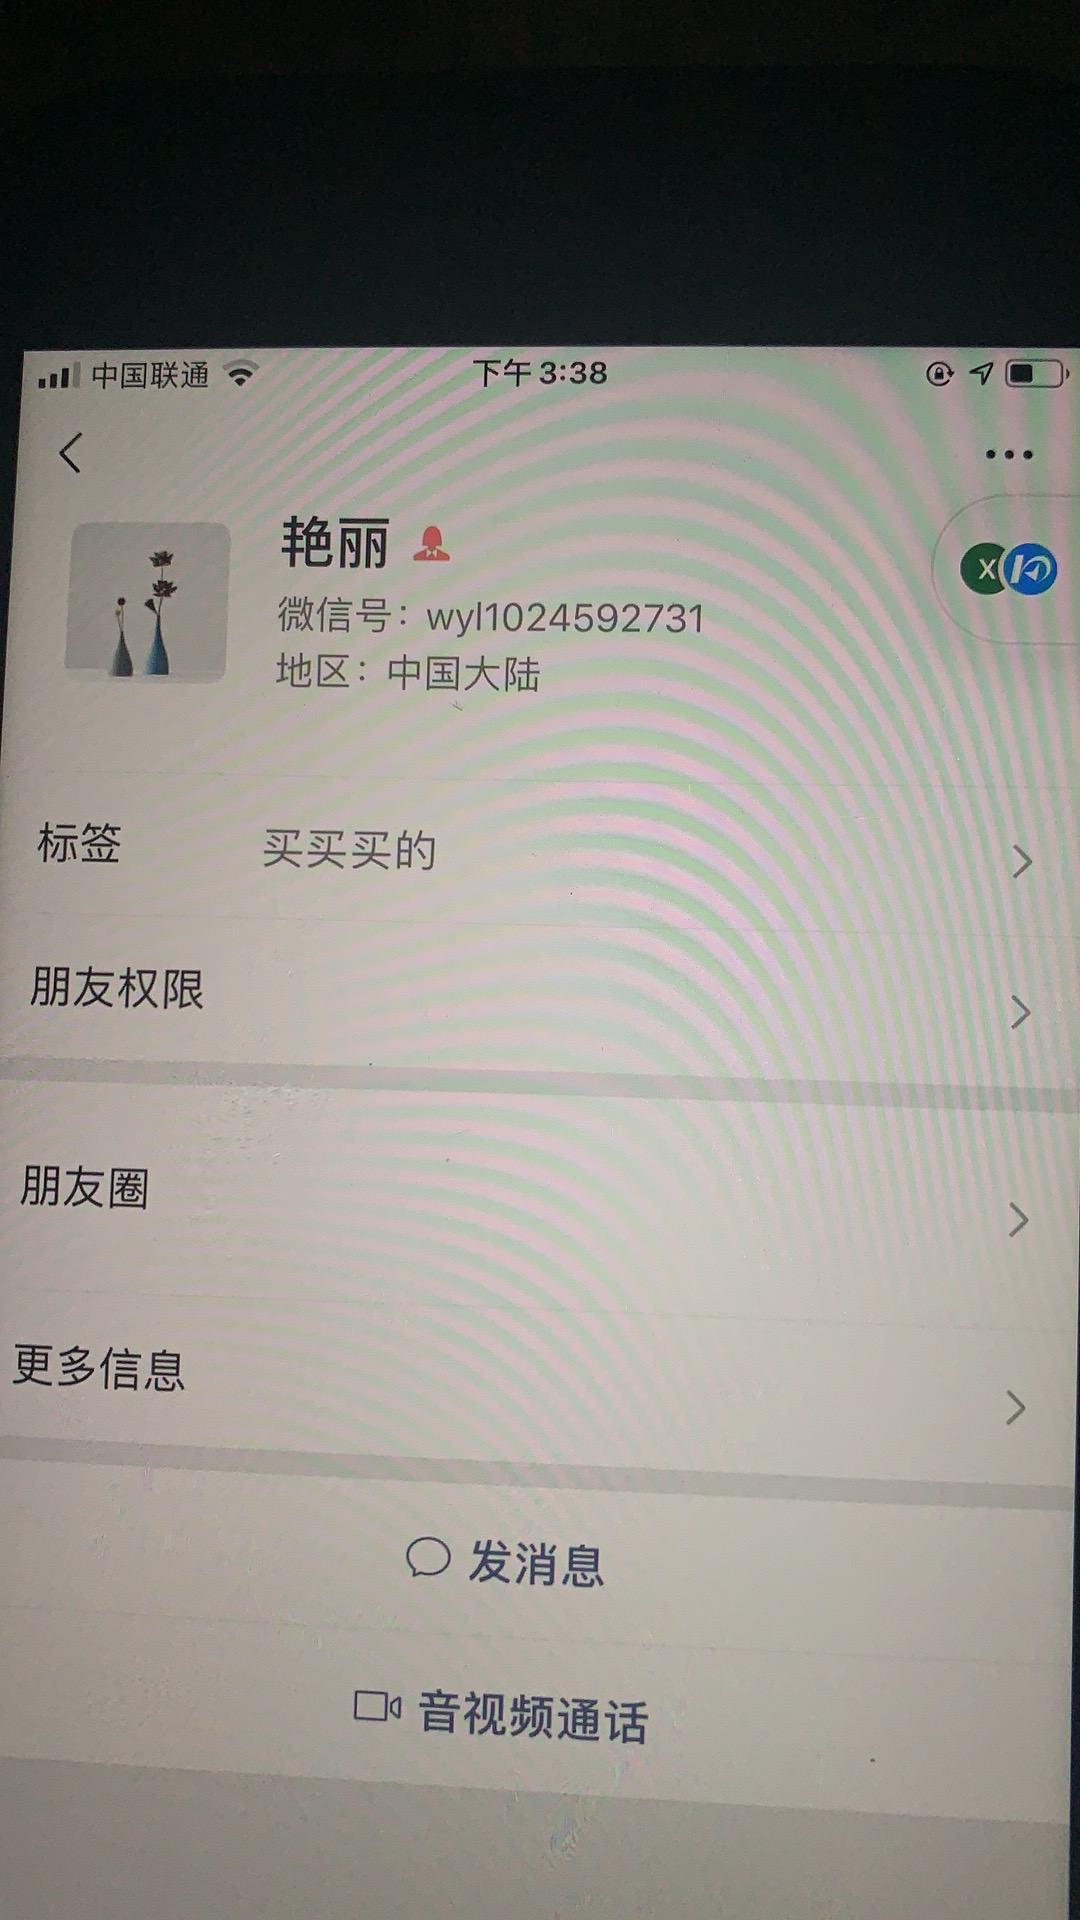 中国联通 下午3:38
艳丽
X
微信号：wyl1024592731
地区：中国大陆
标签 买买买的
朋友权限
朋友圈
更多信息
发消息
音视频通话